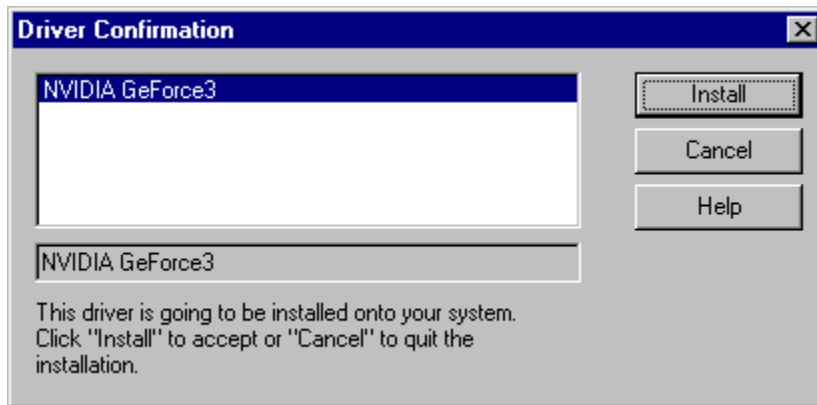 Driver Confirmation
NVIDIA GeForce3
Install
Cancel
Help
NVIDIA GeForce3
This driver is going to be installed onto your system.
Click "Install" to accept or "Cancel" to quit the
installation.